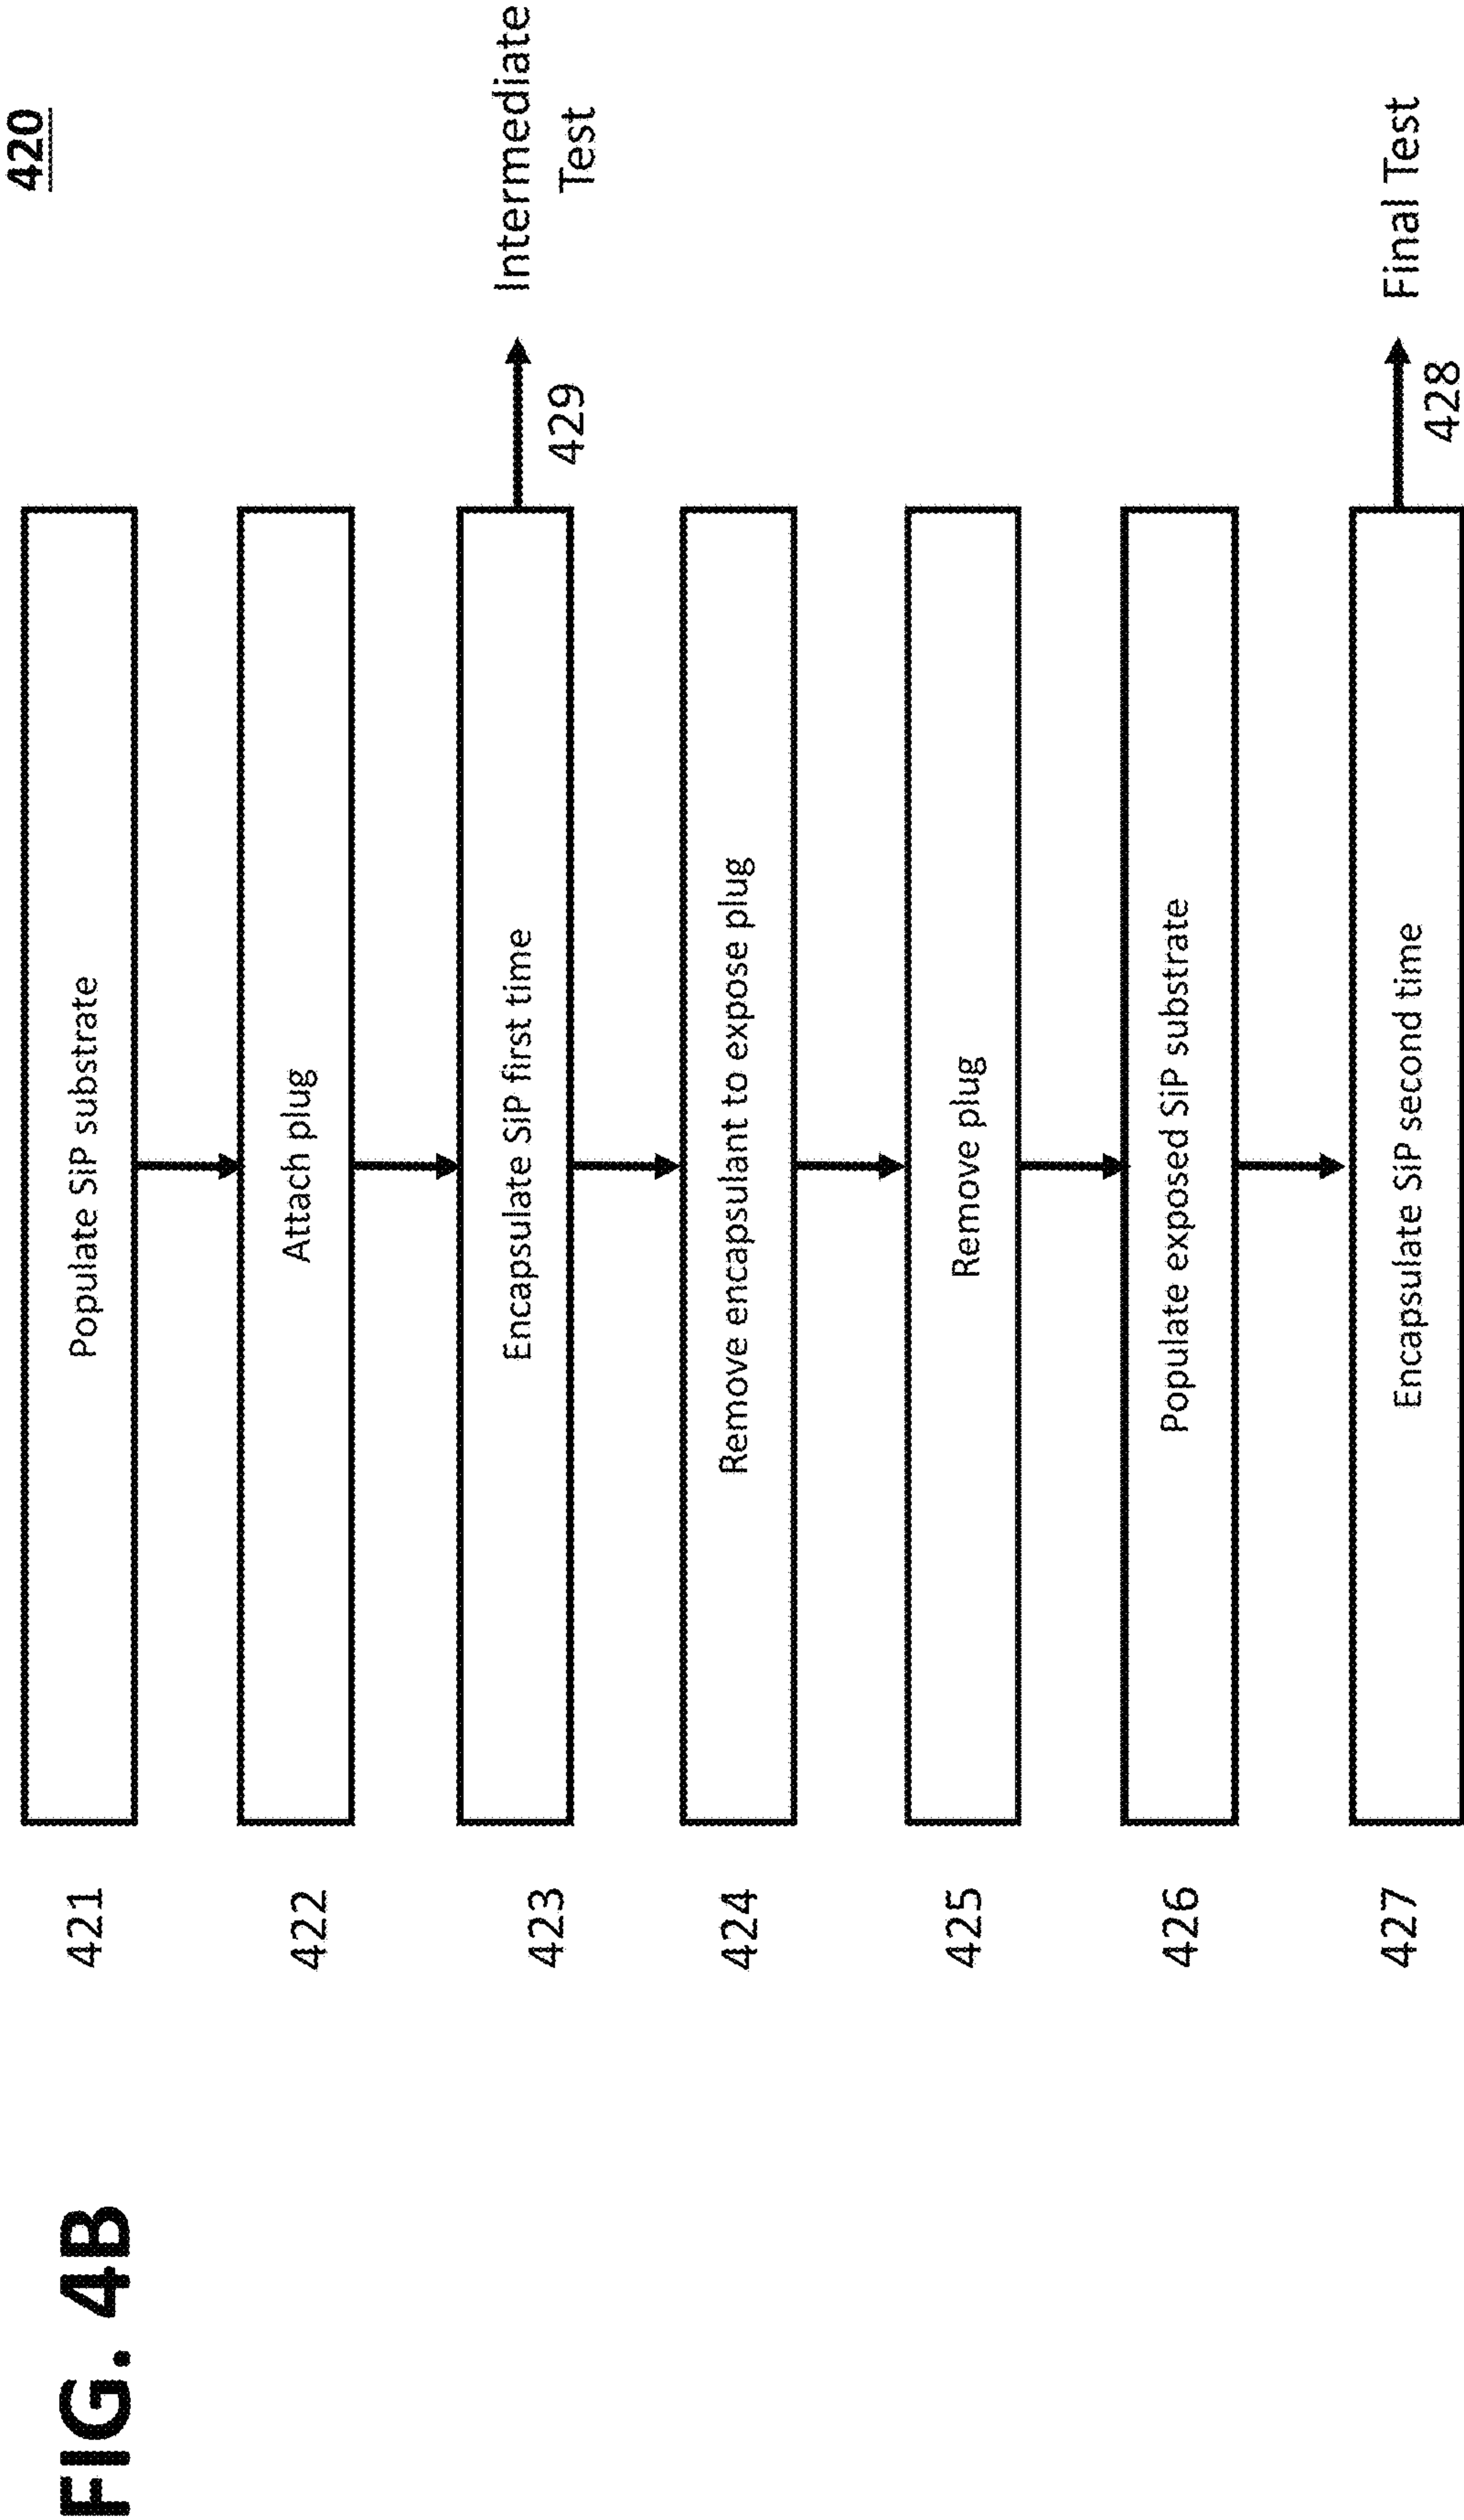 FIG. 4B
420
421
Populate SiP substrate
422
Attach plug
423
Encapsulate SiP first time
429
Intermediate
Test
424
Remove encapsulant to expose plug
425
Remove plug
426
Populate exposed SiP substrate
427
Encapsulate SiP second time
428
Final Test